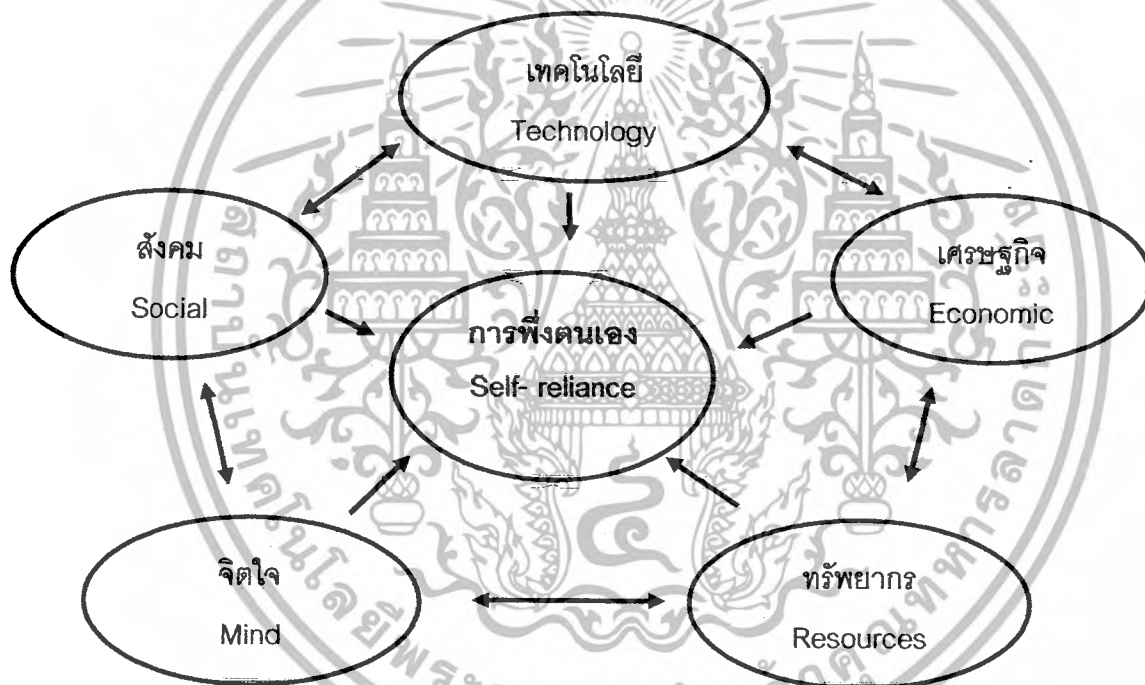 เทคโนโลยี
Technology
สังคม
Social
เศรษฐกิจ
Economic
การพึ่งตนเอง
Self- reliance
จิตใจ
Mind
ทรัพยากร
Resources